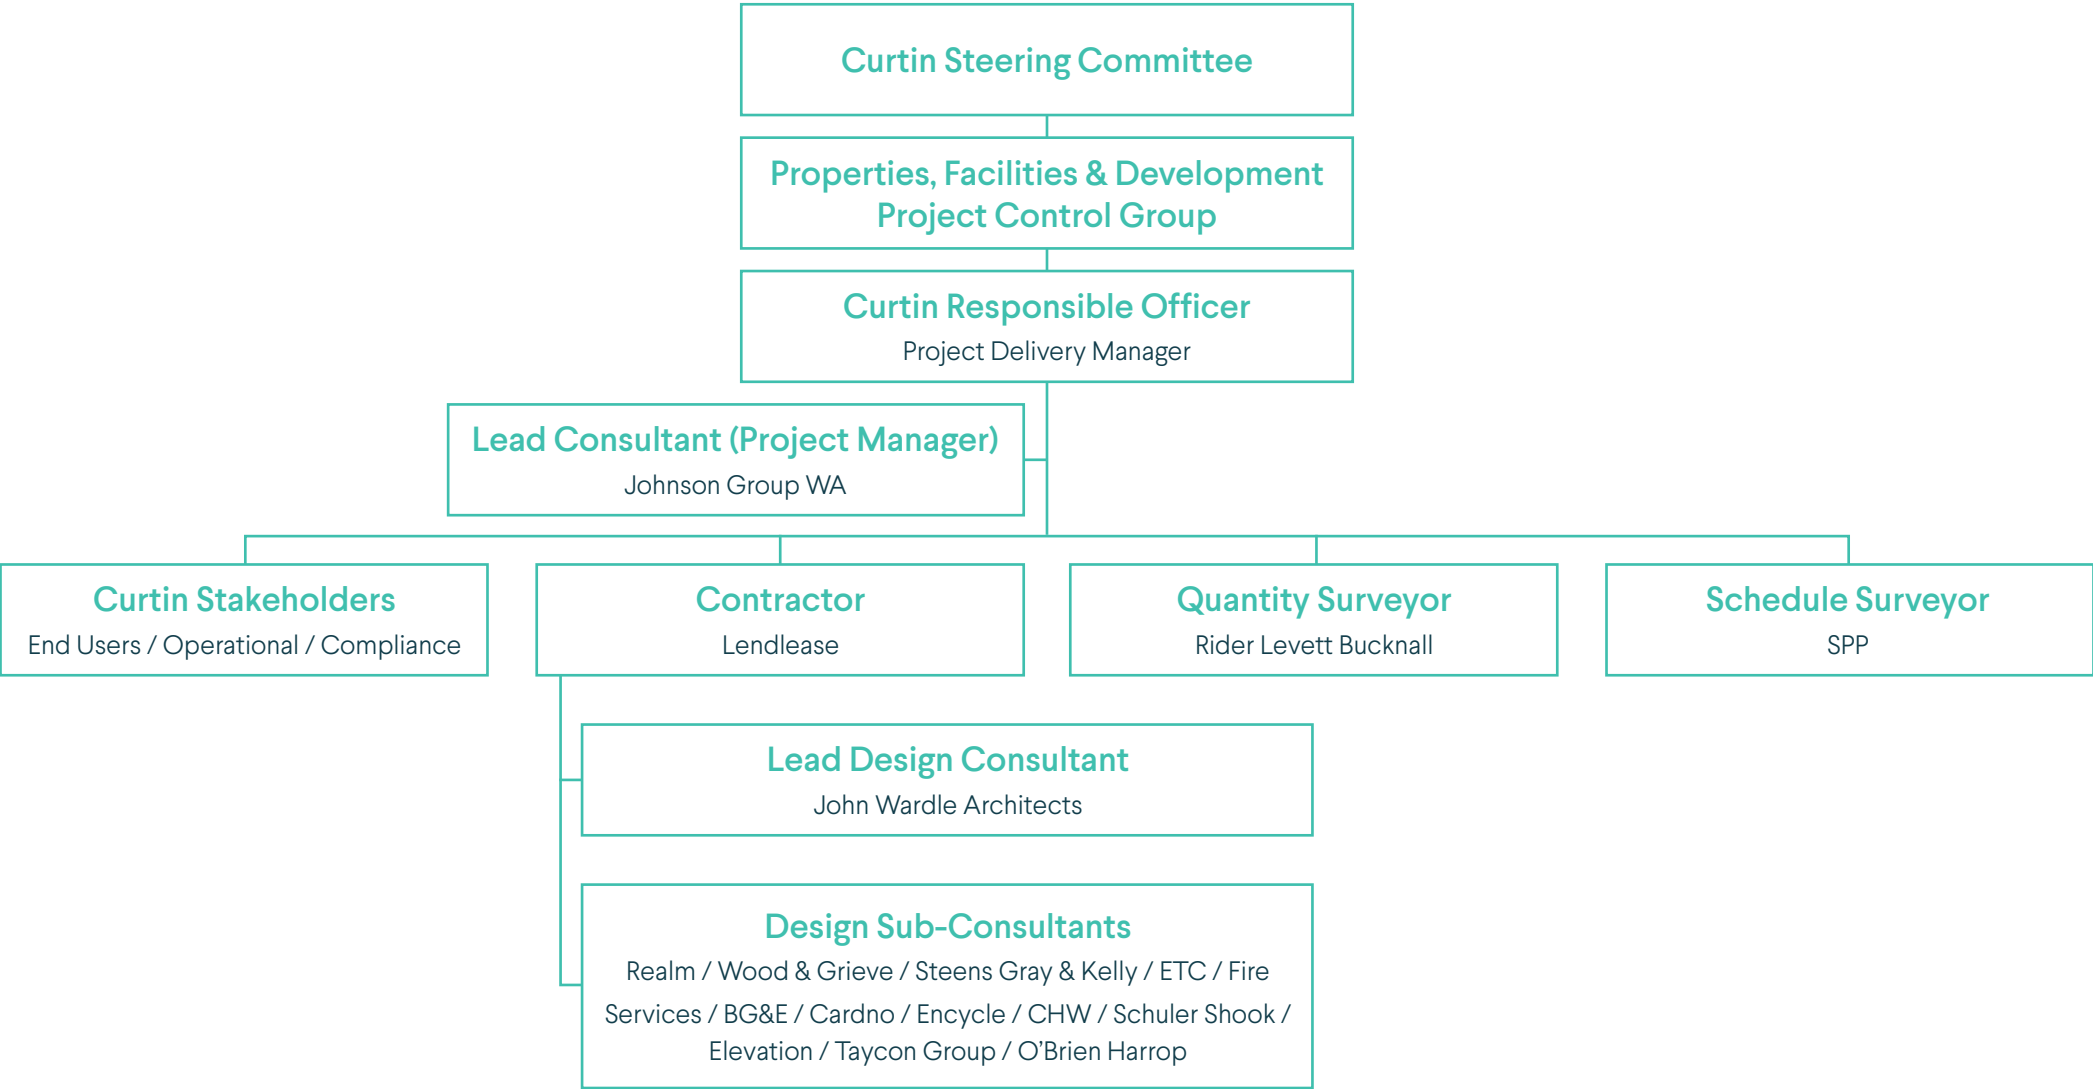 Curtin Steering Committee
Properties, Facilities & Development
Project Control Group
Curtin Responsible Officer
Project Delivery Manager
Lead Consultant (Project Manager)
Johnson Group WA
Curtin Stakeholders
End Users / Operational / Compliance
Contractor
Lendlease
Quantity Surveyor
Rider Levett Bucknall
Schedule Surveyor
SPP
Lead Design Consultant
John Wardle Architects
Design Sub-Consultants
Realm / Wood & Grieve / Steens Gray & Kelly / ETC / Fire
Services / BG&E / Cardno / Encycle / CHW / Schuler Shook /
Elevation / Taycon Group / O’Brien Harrop